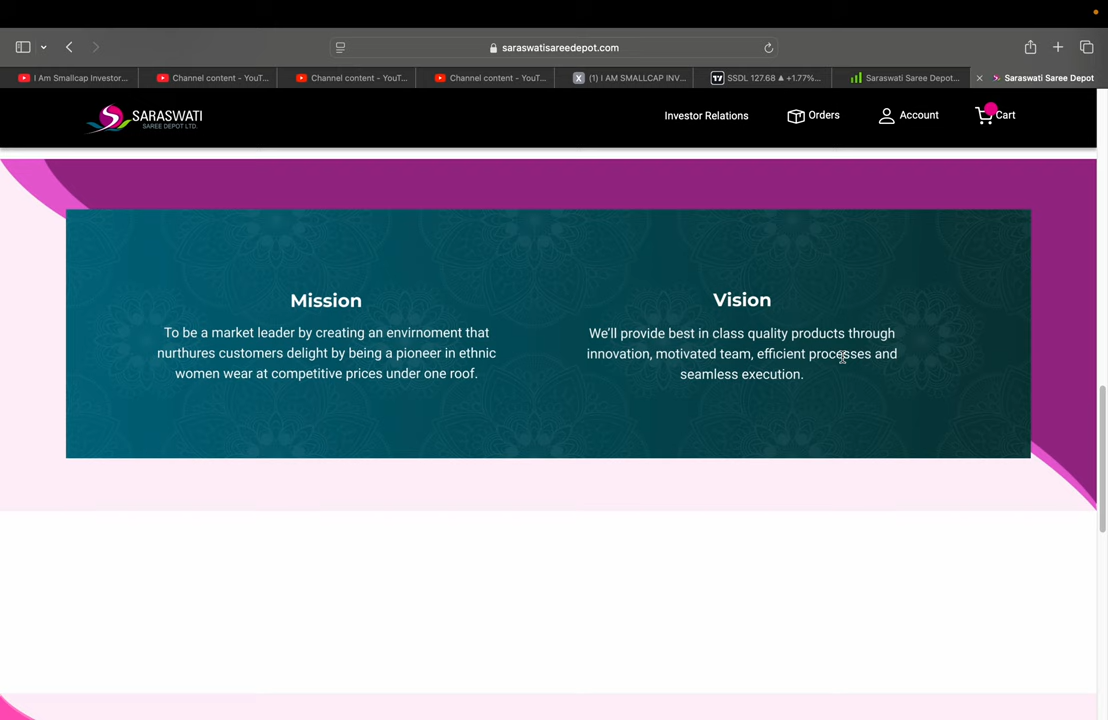 saraswatisareedepot.com
I Am Smallcap Investor...
Channel content - YouT...
Channel content - YouT...
Channel content - YouT...
X
(1) I AM SMALLCAP INV...
SSDL 127.68 ▲ +1.77%...
Saraswati Saree Depot...
Saraswati Saree Depot
SARASWATI
SAREE DEPOT LTD.
Investor Relations
Orders
Account
Cart
Mission
To be a market leader by creating an envirnoment that
nurthures customers delight by being a pioneer in ethnic
women wear at competitive prices under one roof.
Vision
We'll provide best in class quality products through
innovation, motivated team, efficient processes and
seamless execution.